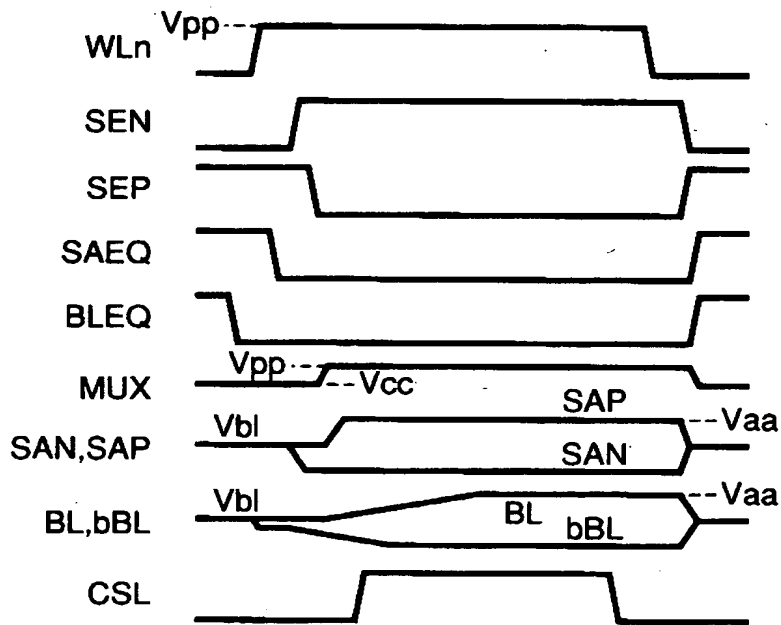 Vpp
WLn
SEN
SEP
SAEQ
BLEQ
Vpp
MUX
Vcc
SAP
Vbl
Vaa
SAN,SAP
SAN
Vbl
Vaa
BL,bBL
BL
bBL
CSL